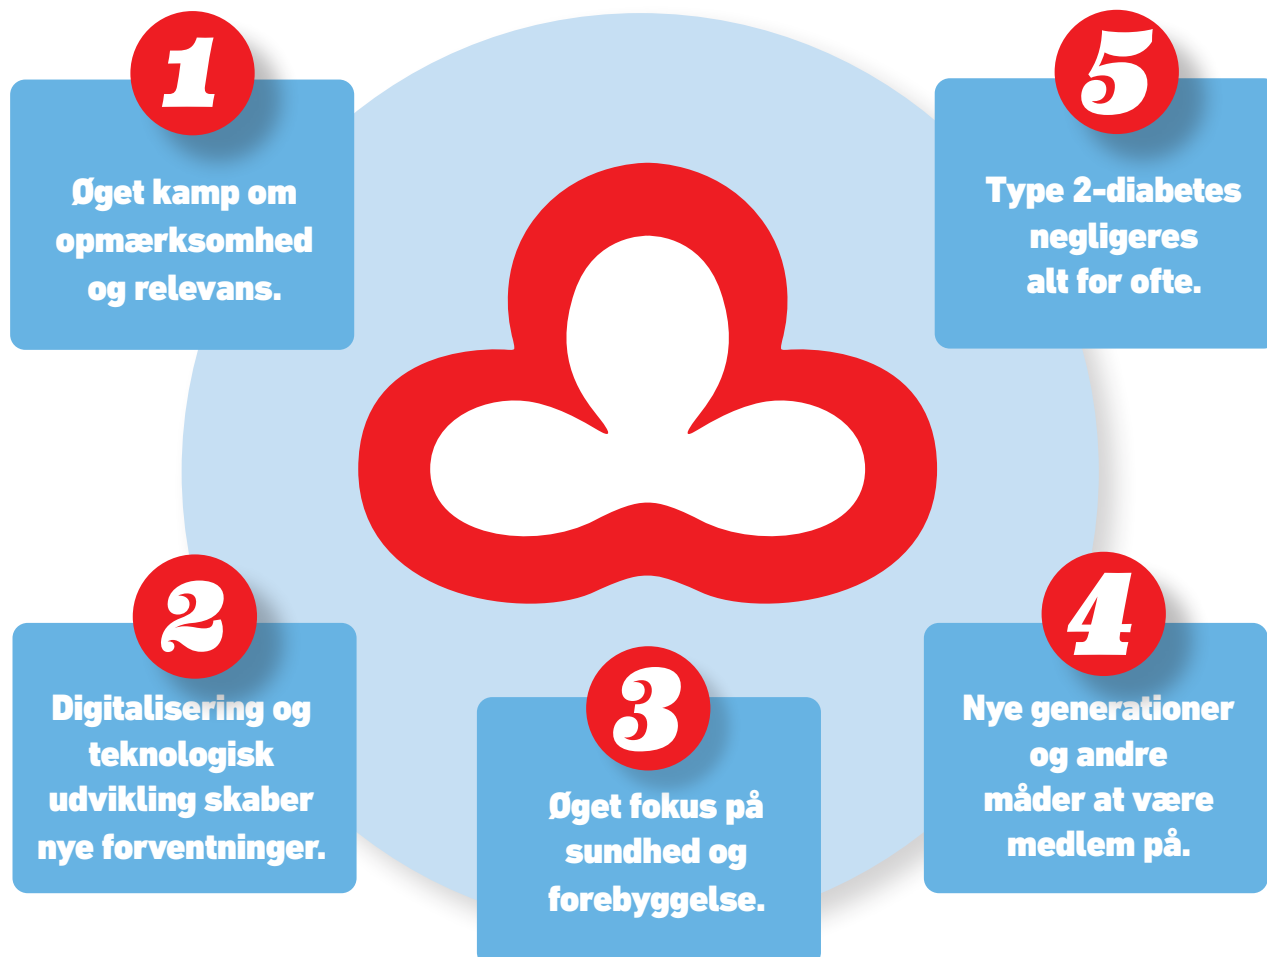 1
Øget kamp om
opmærksomhed
og relevans.
2
Digitalisering og
teknologisk
udvikling skaber
nye forventninger.
3
Øget fokus på
sundhed og
forebyggelse.
4
Nye generationer
og andre
måder at være
medlem på.
5
Type 2-diabetes
negligeres
alt for ofte.